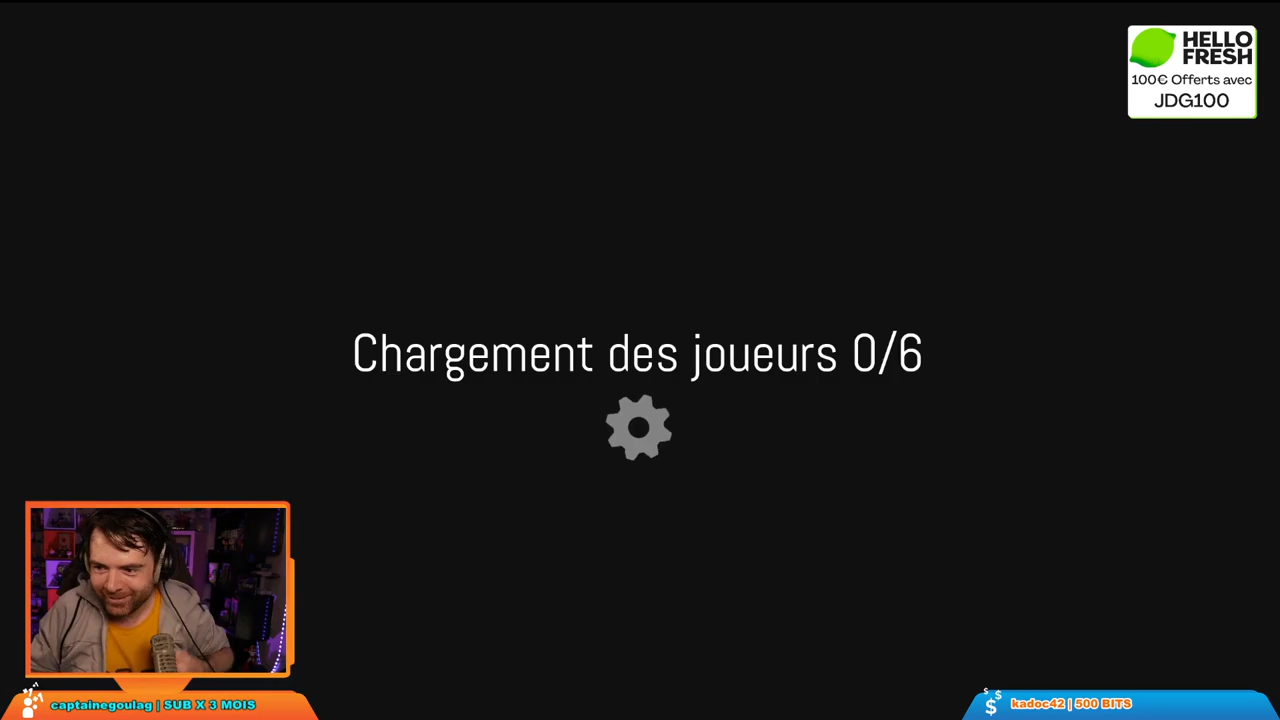 HELLO
FRESH
100€ Offerts avec
JDG100
Chargement des joueurs 0/6
captainegoulag | SUB X 3 MOIS
$ $
$
kadoc42 | 500 BITS